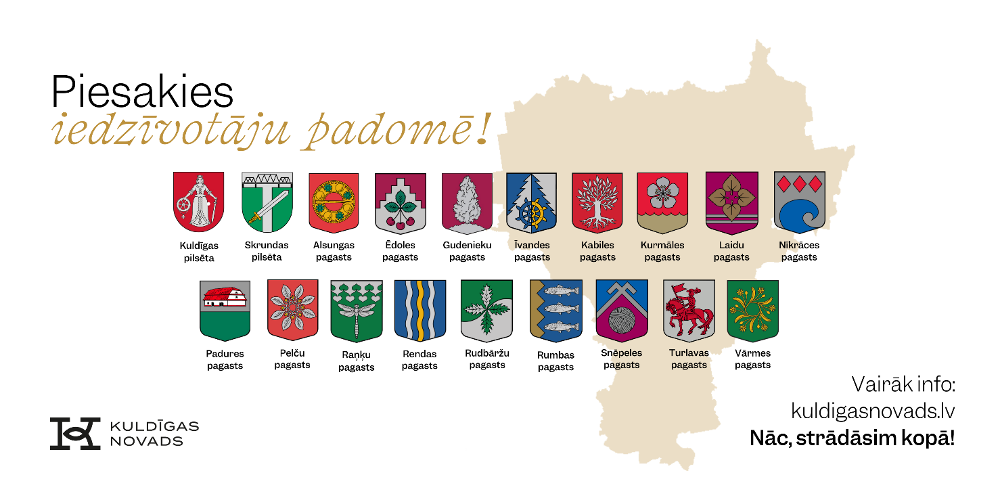 Piesakies
iedzīvotāju padomē!
Kuldīgas
pilsēta
Skrundas
pilsēta
Alsungas
pagasts
Ēdoles
pagasts
Gudenieku
pagasts
Īvandes
pagasts
Kabiles
pagasts
Kurmāles
pagasts
Laidu
pagasts
Nīkrāces
pagasts
Padures
pagasts
Pelču
pagasts
Raņķu
pagasts
Rendas
pagasts
Rudbāržu
pagasts
Rumbas
pagasts
Snēpeles
pagasts
Turlavas
pagasts
Vārmes
pagasts
Vairāk info:
kuldigasnovads.lv
Nāc, strādāsim kopā!
KULDĪGAS
NOVADS